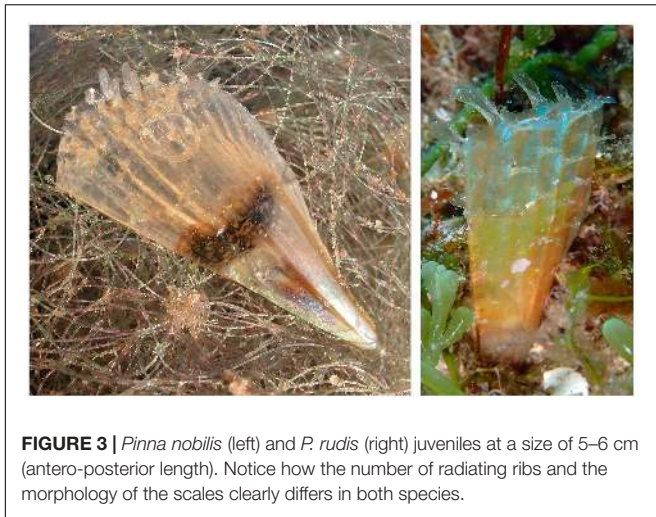 FIGURE 3 | Pinna nobilis (left) and P. rudis (right) juveniles at a size of 5–6 cm
(antero-posterior length). Notice how the number of radiating ribs and the
morphology of the scales clearly differs in both species.